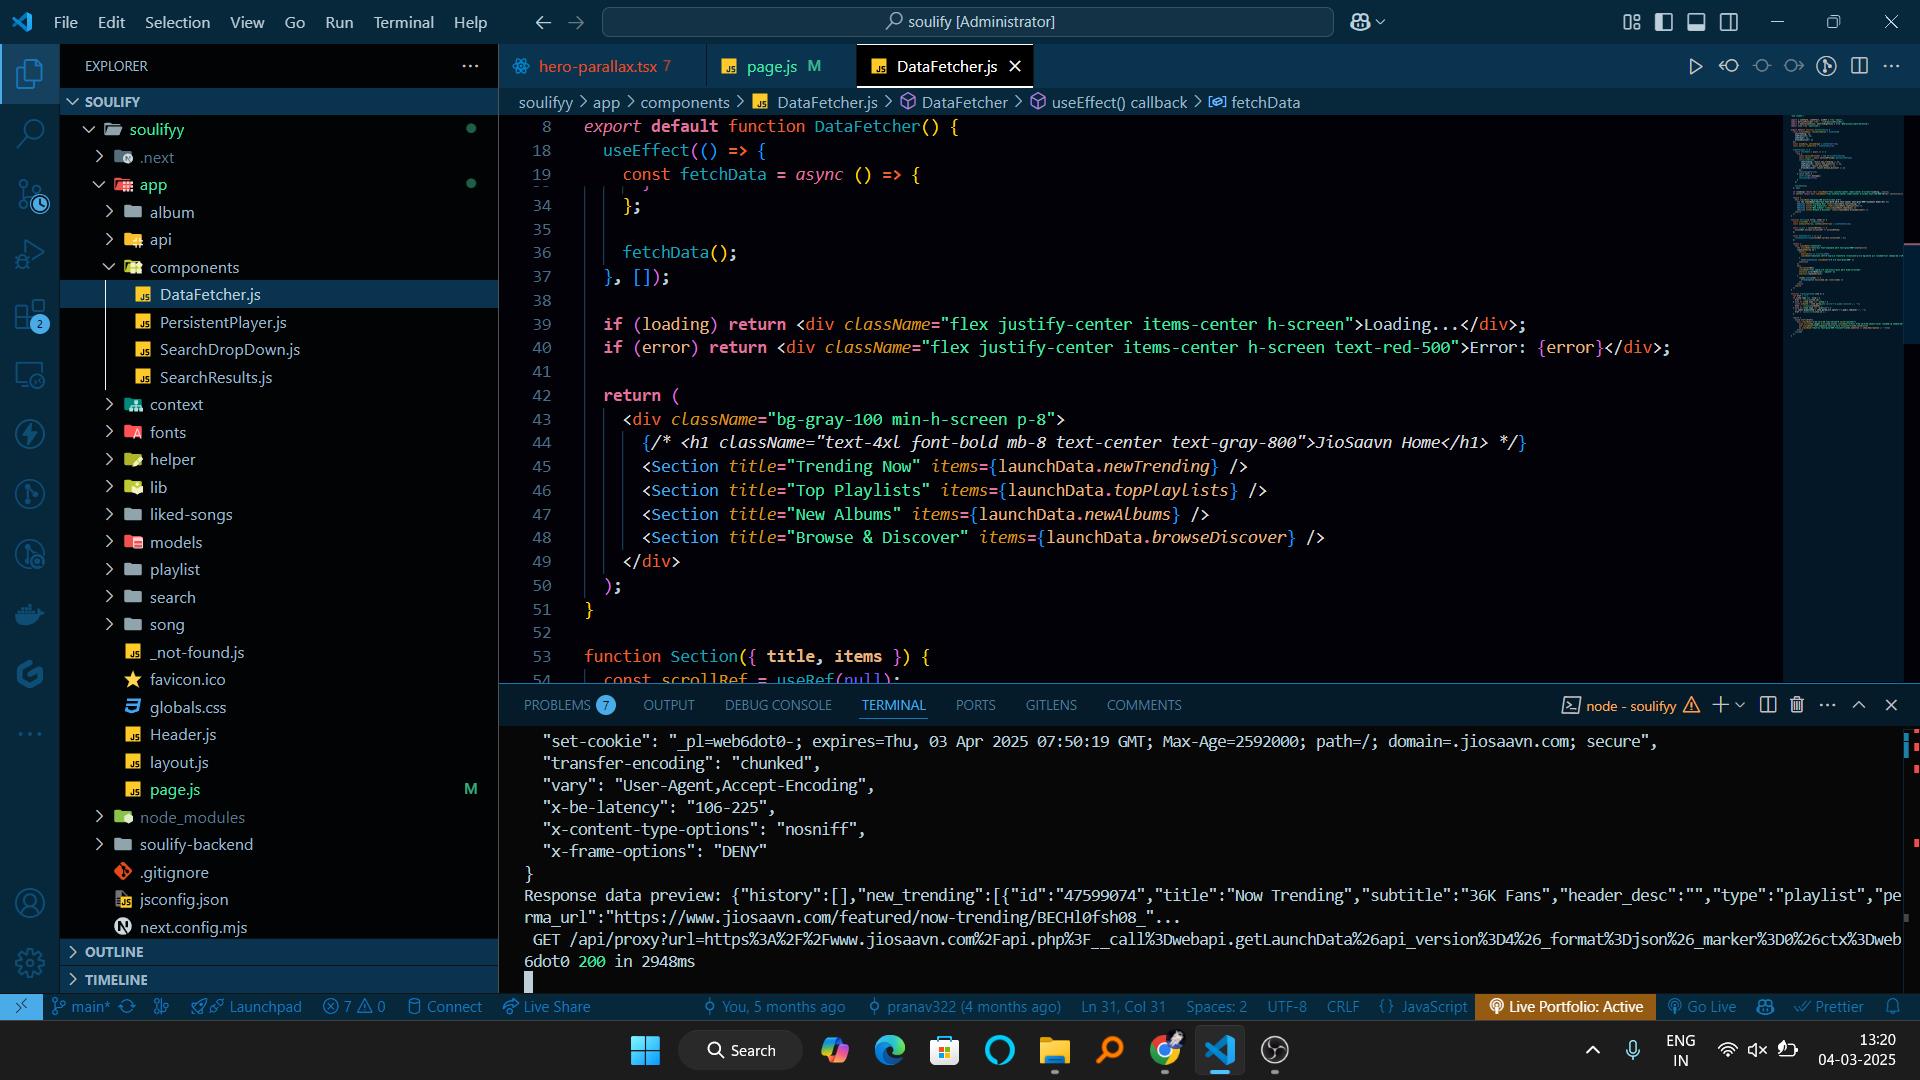 File Edit Selection View Go Run Terminal Help
soulify [Administrator]
EXPLORER
SOULIFY
soulifyy
.next
app
album
api
components
DataFetcher.js
PersistentPlayer.js
SearchDropDown.js
SearchResults.js
context
fonts
helper
lib
liked-songs
models
playlist
search
song
_not-found.js
favicon.ico
globals.css
Header.js
layout.js
page.js M
node_modules
soulify-backend
.gitignore
jsconfig.json
next.config.mjs
OUTLINE
TIMELINE
2
hero-parallax.tsx 7
page.js M
DataFetcher.js
soulifyy > app > components > DataFetcher.js > DataFetcher > useEffect() callback > fetchData
8 export default function DataFetcher() {
18 useEffect(() => {
19 const fetchData = async () => {
34 };
35
36 fetchData();
37 }, []);
38
39 if (loading) return <div className="flex justify-center items-center h-screen">Loading...</div>;
40 if (error) return <div className="flex justify-center items-center h-screen text-red-500">Error: {error}</div>;
41
42 return (
43 <div className="bg-gray-100 min-h-screen p-8">
44 {/* <h1 className="text-4xl font-bold mb-8 text-center text-gray-800">JioSaavn Home</h1> */}
45 <Section title="Trending Now" items={launchData.newTrending} />
46 <Section title="Top Playlists" items={launchData.topPlaylists} />
47 <Section title="New Albums" items={launchData.newAlbums} />
48 <Section title="Browse & Discover" items={launchData.browseDiscover} />
49 </div>
50 );
51 }
52
53 function Section({ title, items }) {
54 const scrollRef = useRef(null);
PROBLEMS 7 OUTPUT DEBUG CONSOLE TERMINAL PORTS GITLENS COMMENTS
node - soulifyy
"set-cookie": "_pl=web6dot0-; expires=Thu, 03 Apr 2025 07:50:19 GMT; Max-Age=2592000; path=/; domain=.jiosaavn.com; secure",
"transfer-encoding": "chunked",
"vary": "User-Agent,Accept-Encoding",
"x-be-latency": "106-225",
"x-content-type-options": "nosniff",
"x-frame-options": "DENY"
}
Response data preview: {"history":[],"new_trending":[{"id":"47599074","title":"Now Trending","subtitle":"36K Fans","header_desc":"","type":"playlist","pe
rma_url":"https://www.jiosaavn.com/featured/now-trending/BECHl0fsh08_"...
GET /api/proxy?url=https%3A%2F%2Fwww.jiosaavn.com%2Fapi.php%3F__call%3Dwebapi.getLaunchData%26api_version%3D4%26_format%3Djson%26_marker%3D0%26ctx%3Dweb
6dot0 200 in 2948ms
main* Launchpad 7 0 Connect Live Share You, 5 months ago pranav322 (4 months ago) Ln 31, Col 31 Spaces: 2 UTF-8 CRLF {} JavaScript Live Portfolio: Active Go Live Prettier
Search
ENG
IN
13:20
04-03-2025